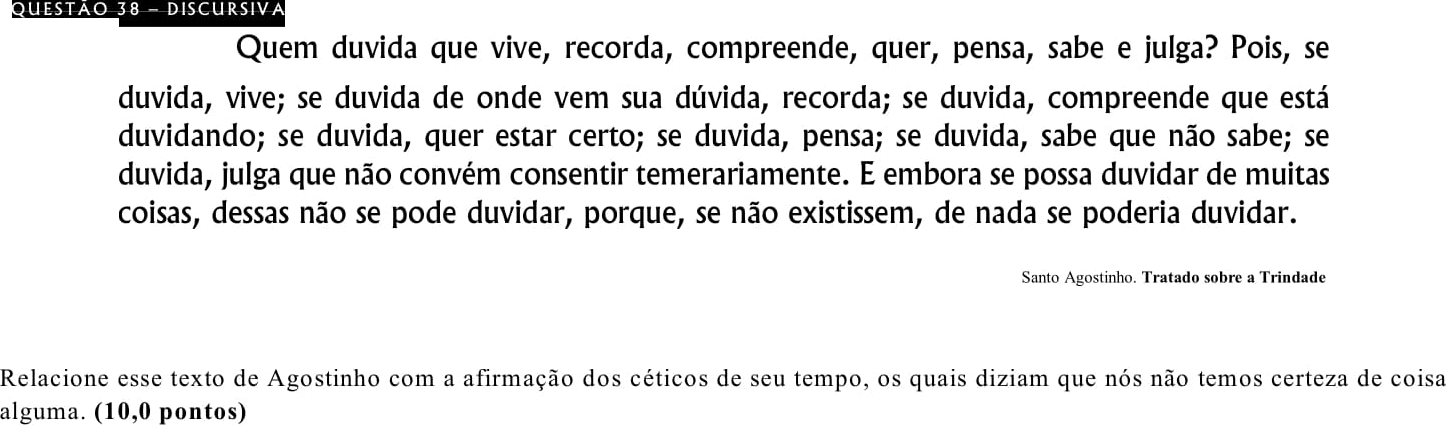 QUESTÃO 38 – DISCURSIVA
Quem duvida que vive, recorda, compreende, quer, pensa, sabe e julga? Pois, se
duvida, vive; se duvida de onde vem sua dúvida, recorda; se duvida, compreende que está
duvidando; se duvida, quer estar certo; se duvida, pensa; se duvida, sabe que não sabe; se
duvida, julga que não convém consentir temerariamente. E embora se possa duvidar de muitas
coisas, dessas não se pode duvidar, porque, se não existissem, de nada se poderia duvidar.
Santo Agostinho. Tratado sobre a Trindade
Relacione esse texto de Agostinho com a afirmação dos céticos de seu tempo, os quais diziam que nós não temos certeza de coisa
alguma. (10,0 pontos)